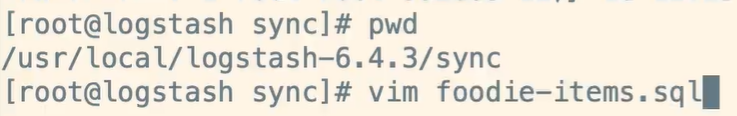 [root@logstash sync]# pwd
/usr/local/logstash-6.4.3/sync
[root@logstash sync]# vim foodie-items.sql